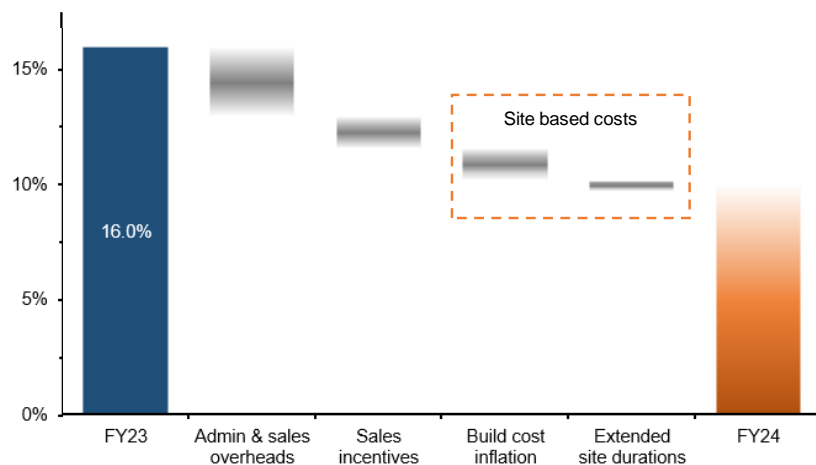 15%
10%
5%
0%
Site based costs
16.0%
FY23
Admin & sales
overheads
Sales
incentives
Build cost
inflation
Extended
site durations
FY24